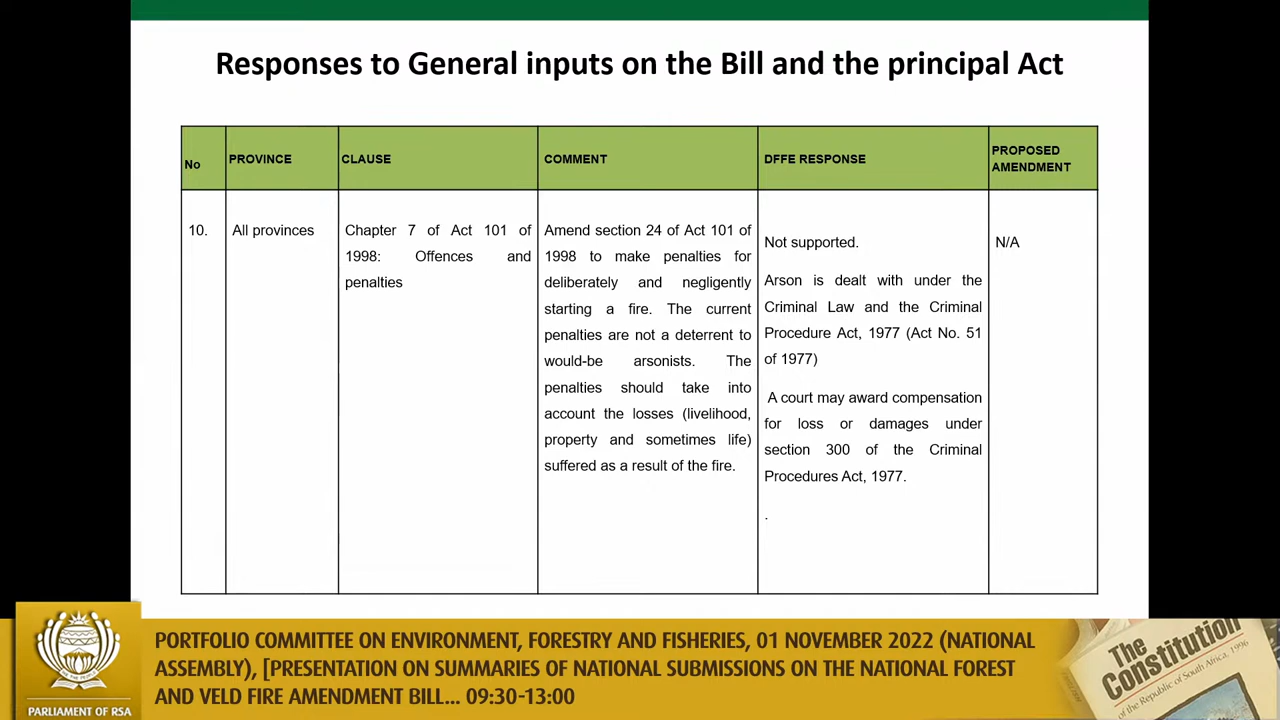 Responses to General inputs on the Bill and the principal Act
No
PROVINCE
CLAUSE
COMMENT
DFFE RESPONSE
PROPOSED
AMENDMENT
10.
All provinces
Chapter 7 of Act 101 of
1998: Offences and
penalties
Amend section 24 of Act 101 of
1998 to make penalties for
deliberately and negligently
starting a fire. The current
penalties are not a deterrent to
would-be arsonists. The
penalties should take into
account the losses (livelihood,
property and sometimes life)
suffered as a result of the fire.
Not supported.
Arson is dealt with under the
Criminal Law and the Criminal
Procedure Act, 1977 (Act No. 51
of 1977)
A court may award compensation
for loss or damages under
section 300 of the Criminal
Procedures Act, 1977.
.
N/A
PARLIAMENT OF RSA
PORTFOLIO COMMITTEE ON ENVIRONMENT, FORESTRY AND FISHERIES, 01 NOVEMBER 2022 (NATIONAL
ASSEMBLY), [PRESENTATION ON SUMMARIES OF NATIONAL SUBMISSIONS ON THE NATIONAL FOREST
AND VELD FIRE AMENDMENT BILL... 09:30-13:00
The
Constitution
of the Republic of South Africa, 1996